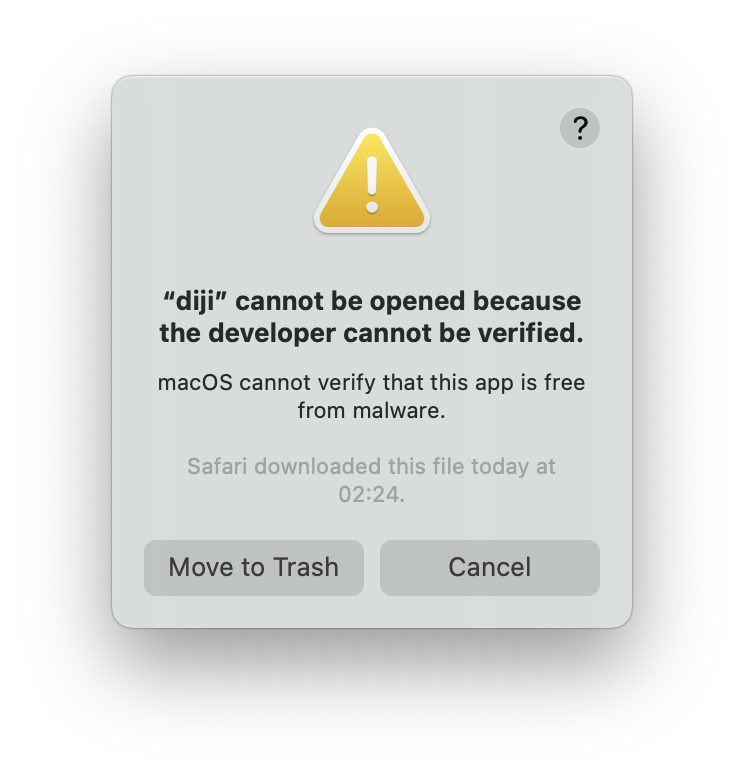 ?
“diji” cannot be opened because
the developer cannot be verified.
macOS cannot verify that this app is free
from malware.
Safari downloaded this file today at
02:24.
Move to Trash
Cancel